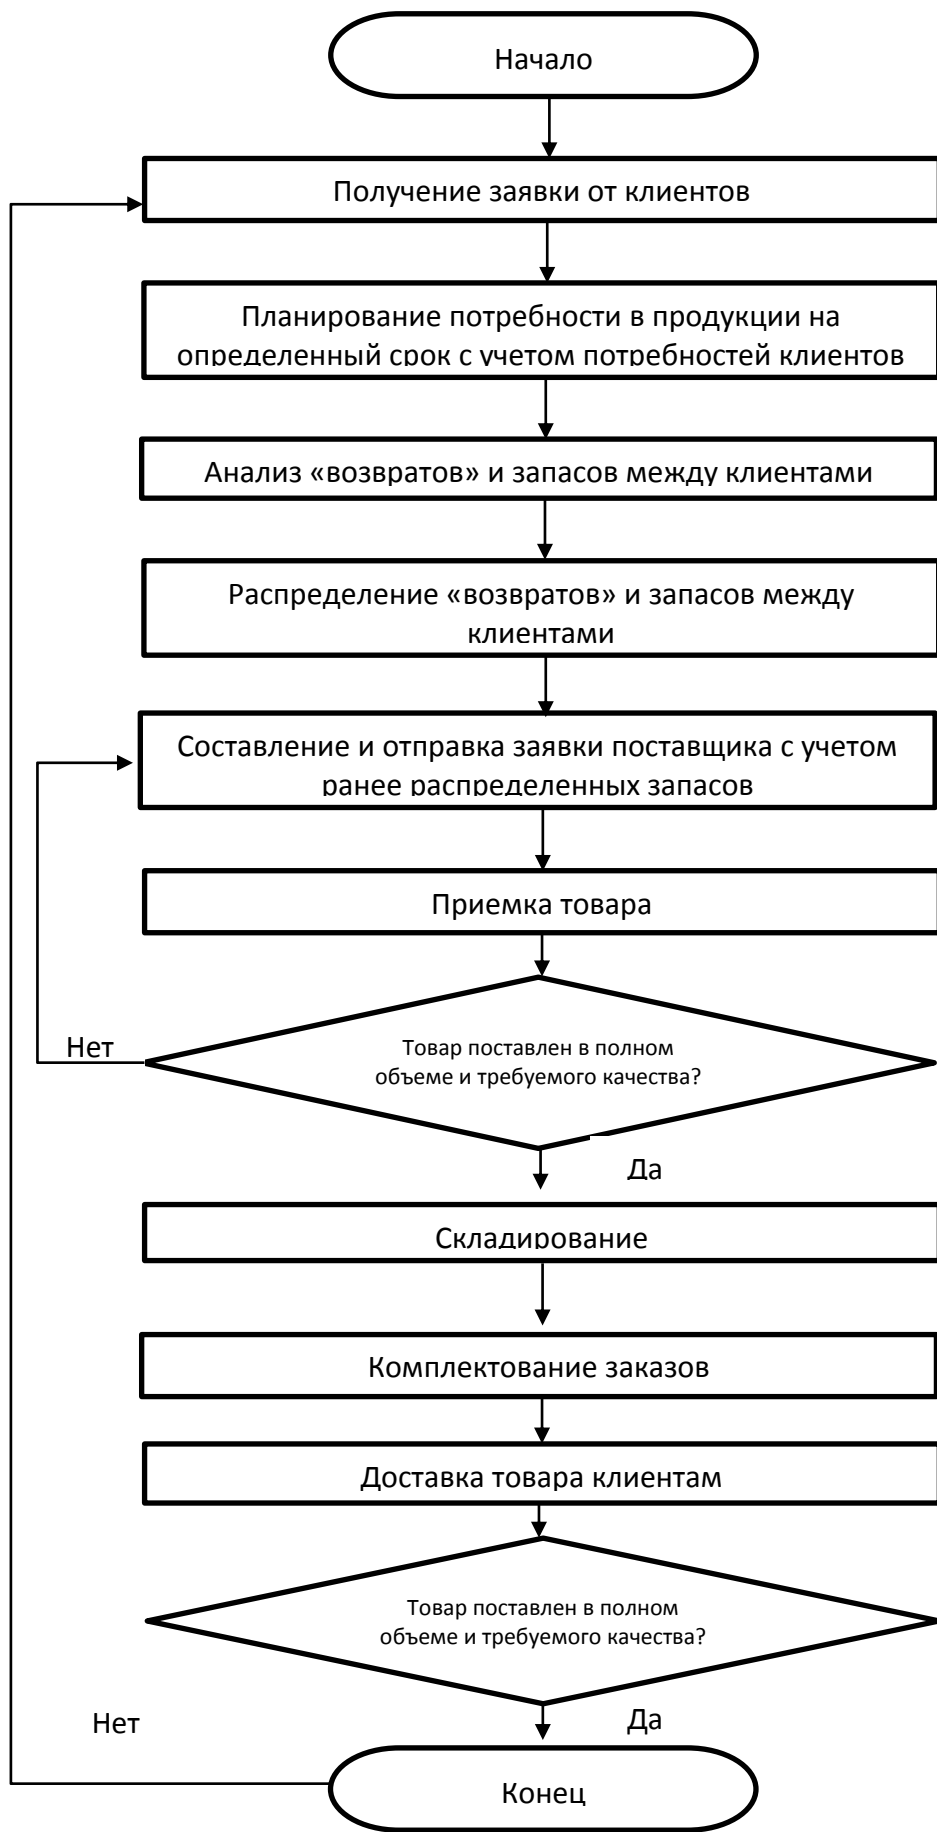 Начало
Получение заявки от клиентов
Планирование потребности в продукции на
определенный срок с учетом потребностей клиентов
Анализ «возвратов» и запасов между клиентами
Распределение «возвратов» и запасов между
клиентами
Составление и отправка заявки поставщика с учетом
ранее распределенных запасов
Приемка товара
Нет
Товар поставлен в полном
объеме и требуемого качества?
Да
Складирование
Комплектование заказов
Доставка товара клиентам
Товар поставлен в полном
объеме и требуемого качества?
Нет
Да
Конец